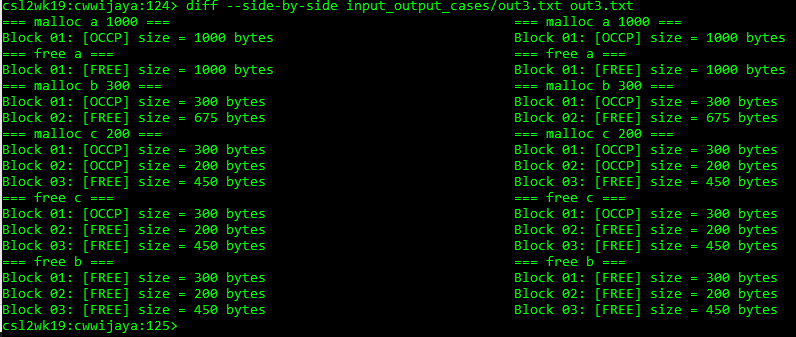 csl2wk19:cwwijaya:124> diff --side-by-side input_output_cases/out3.txt out3.txt
=== malloc a 1000 === === malloc a 1000 ===
Block 01: [OCCP] size = 1000 bytes Block 01: [OCCP] size = 1000 bytes
=== free a === === free a ===
Block 01: [FREE] size = 1000 bytes Block 01: [FREE] size = 1000 bytes
=== malloc b 300 === === malloc b 300 ===
Block 01: [OCCP] size = 300 bytes Block 01: [OCCP] size = 300 bytes
Block 02: [FREE] size = 675 bytes Block 02: [FREE] size = 675 bytes
=== malloc c 200 === === malloc c 200 ===
Block 01: [OCCP] size = 300 bytes Block 01: [OCCP] size = 300 bytes
Block 02: [OCCP] size = 200 bytes Block 02: [OCCP] size = 200 bytes
Block 03: [FREE] size = 450 bytes Block 03: [FREE] size = 450 bytes
=== free c === === free c ===
Block 01: [OCCP] size = 300 bytes Block 01: [OCCP] size = 300 bytes
Block 02: [FREE] size = 200 bytes Block 02: [FREE] size = 200 bytes
Block 03: [FREE] size = 450 bytes Block 03: [FREE] size = 450 bytes
=== free b === === free b ===
Block 01: [FREE] size = 300 bytes Block 01: [FREE] size = 300 bytes
Block 02: [FREE] size = 200 bytes Block 02: [FREE] size = 200 bytes
Block 03: [FREE] size = 450 bytes Block 03: [FREE] size = 450 bytes
csl2wk19:cwwijaya:125>